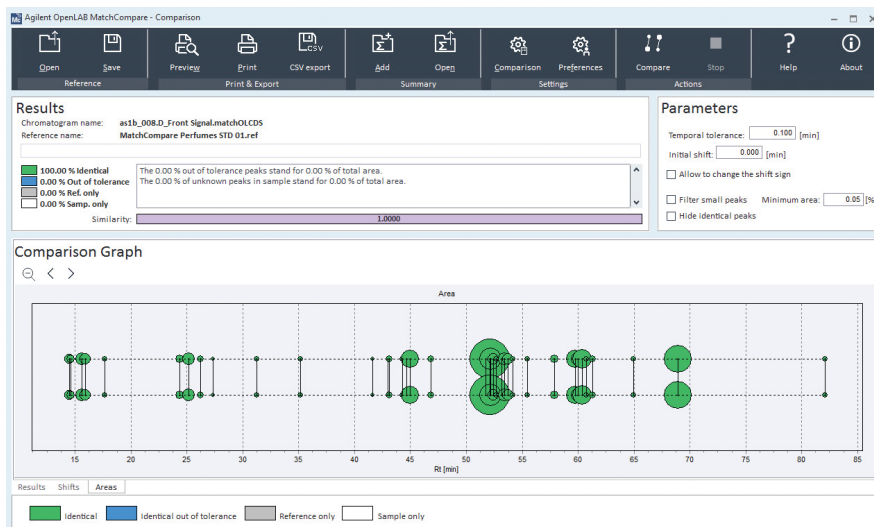 Agilent OpenLAB MatchCompare - Comparison
Open Save Preview Print CSV export Add Open Comparison Preferences Compare Stop Help About
Reference Print & Export Summary Settings Actions
Results
Chromatogram name: as1b_008.D_Front Signal.matchOLCDS
Reference name: MatchCompare Perfumes STD 01.ref
100.00 % Identical
0.00 % Out of tolerance
0.00 % Ref. only
0.00 % Samp. only
The 0.00 % out of tolerance peaks stand for 0.00 % of total area.
The 0.00 % of unknown peaks in sample stand for 0.00 % of total area.
Similarity: 1.0000
Parameters
Temporal tolerance: 0.100 [min]
Initial shift: 0.000 [min]
Allow to change the shift sign
Filter small peaks Minimum area: 0.05 [%
Hide identical peaks
Comparison Graph
Area
15 20 25 30 35 40 45 50 55 60 65 70 75 80 85
Rt [min]
Results Shifts Areas
Identical Identical out of tolerance Reference only Sample only